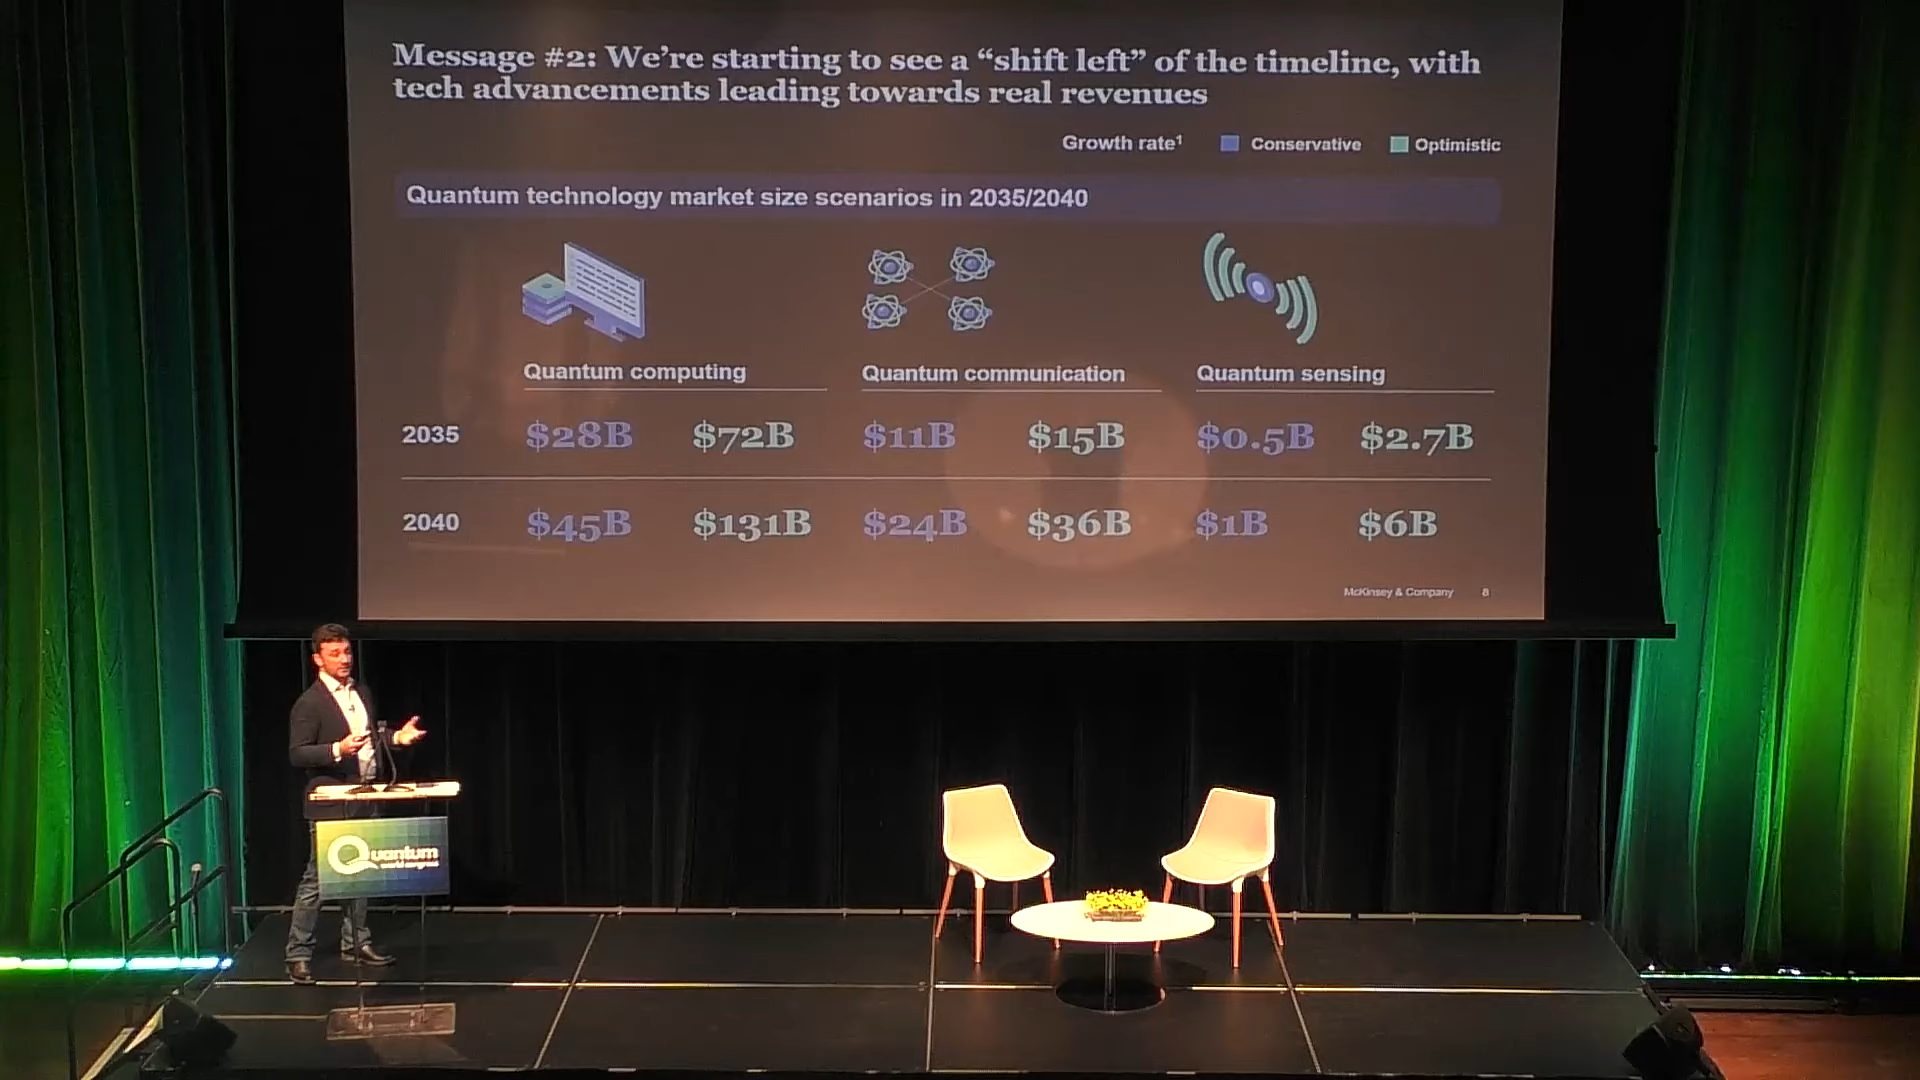 Message #2: We’re starting to see a “shift left” of the timeline, with
tech advancements leading towards real revenues
Growth rate¹ Conservative Optimistic
Quantum technology market size scenarios in 2035/2040
Quantum computing Quantum communication Quantum sensing
2035 $28B $72B $11B $15B $0.5B $2.7B
2040 $45B $131B $24B $36B $1B $6B
McKinsey & Company 8
Quantum
world congress